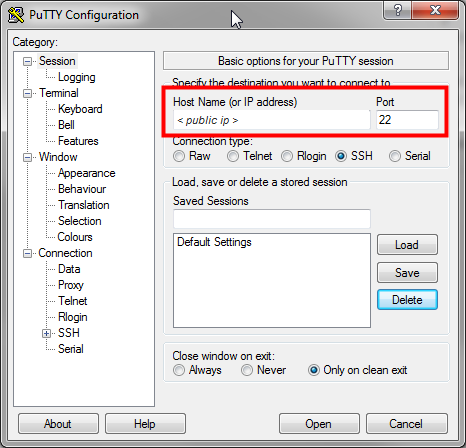 PuTTY Configuration
Category:
Session
Logging
Terminal
Keyboard
Bell
Features
Window
Appearance
Behaviour
Translation
Selection
Colours
Connection
Data
Proxy
Telnet
Rlogin
SSH
Serial
Basic options for your PuTTY session
Specify the destination you want to connect to
Host Name (or IP address) Port
< public ip > 22
Connection type:
Raw Telnet Rlogin SSH Serial
Load, save or delete a stored session
Saved Sessions
Default Settings
Load
Save
Delete
Close window on exit:
Always Never Only on clean exit
About Help Open Cancel